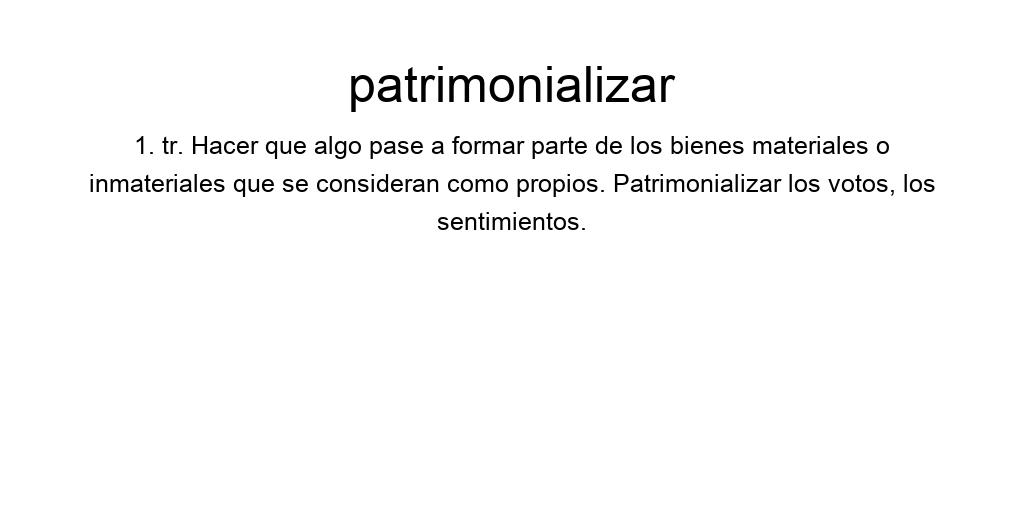 patrimonializar
1. tr. Hacer que algo pase a formar parte de los bienes materiales o
inmateriales que se consideran como propios. Patrimonializar los votos, los
sentimientos.